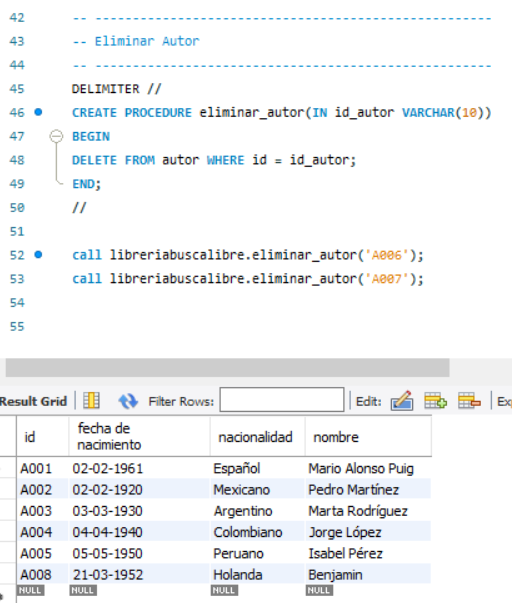 42 -- --------------------------------------------------
43 -- Eliminar Autor
44 -- --------------------------------------------------
45 DELIMITER //
46 CREATE PROCEDURE eliminar_autor(IN id_autor VARCHAR(10))
47 BEGIN
48 DELETE FROM autor WHERE id = id_autor;
49 END;
50 //
51
52 call libreriabuscalibre.eliminar_autor('A006');
53 call libreriabuscalibre.eliminar_autor('A007');
54
55
Result Grid Filter Rows: Edit:
id fecha de nacimiento nacionalidad nombre
A001 02-02-1961 Español Mario Alonso Puig
A002 02-02-1920 Mexicano Pedro Martínez
A003 03-03-1930 Argentino Marta Rodríguez
A004 04-04-1940 Colombiano Jorge López
A005 05-05-1950 Peruano Isabel Pérez
A008 21-03-1952 Holanda Benjamin
NULL NULL NULL NULL